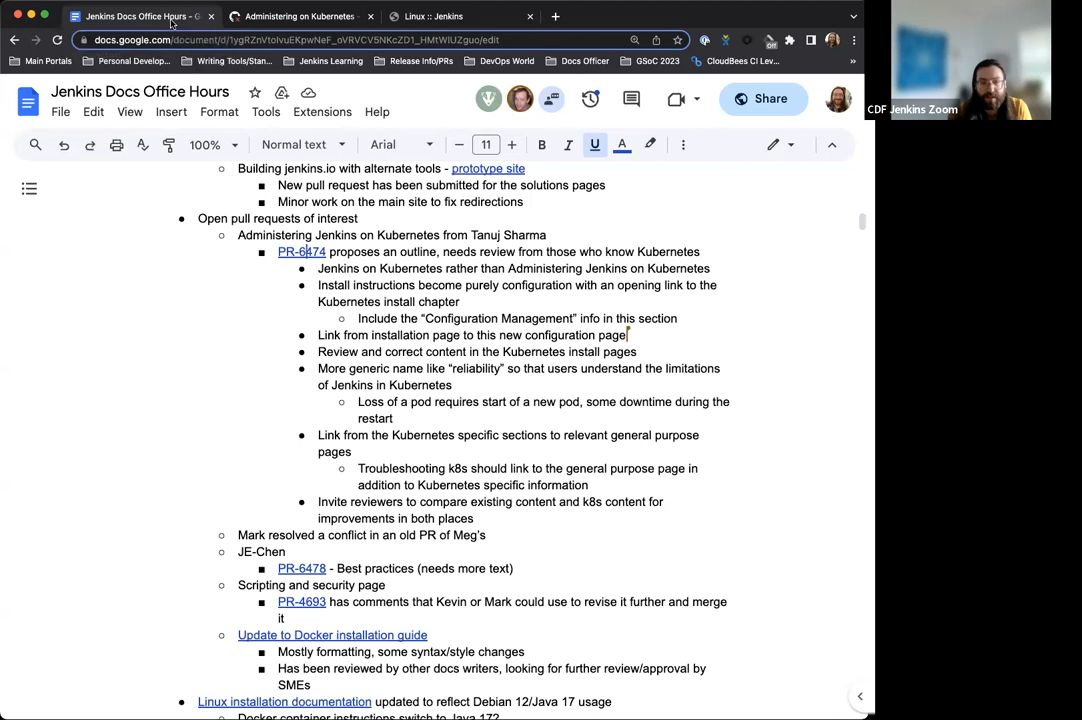 Jenkins Docs Office Hours - G
Administering on Kubernetes
Linux :: Jenkins
docs.google.com/document/d/1ygRZnVtoIvuEKpwNeF_oVRVCV5NKcZD1_HMtWlUZguo/edit
Main Portals
Personal Develop...
Writing Tools/Stan...
Jenkins Learning
Release Info/PRs
DevOps World
Docs Officer
GSoC 2023
CloudBees CI Lev...
»
Off
CDF Jenkins Zoom
Jenkins Docs Office Hours
File Edit View Insert Format Tools Extensions Help
Share
100% Normal text Arial 11 B I U A
Building jenkins.io with alternate tools - prototype site
New pull request has been submitted for the solutions pages
Minor work on the main site to fix redirections
Open pull requests of interest
Administering Jenkins on Kubernetes from Tanuj Sharma
PR-6474 proposes an outline, needs review from those who know Kubernetes
Jenkins on Kubernetes rather than Administering Jenkins on Kubernetes
Install instructions become purely configuration with an opening link to the
Kubernetes install chapter
Include the “Configuration Management” info in this section
Link from installation page to this new configuration page
Review and correct content in the Kubernetes install pages
More generic name like “reliability” so that users understand the limitations
of Jenkins in Kubernetes
Loss of a pod requires start of a new pod, some downtime during the
restart
Link from the Kubernetes specific sections to relevant general purpose
pages
Troubleshooting k8s should link to the general purpose page in
addition to Kubernetes specific information
Invite reviewers to compare existing content and k8s content for
improvements in both places
Mark resolved a conflict in an old PR of Meg’s
JE-Chen
PR-6478 - Best practices (needs more text)
Scripting and security page
PR-4693 has comments that Kevin or Mark could use to revise it further and merge
it
Update to Docker installation guide
Mostly formatting, some syntax/style changes
Has been reviewed by other docs writers, looking for further review/approval by
SMEs
Linux installation documentation updated to reflect Debian 12/Java 17 usage
Docker container instructions switch to Java 17?